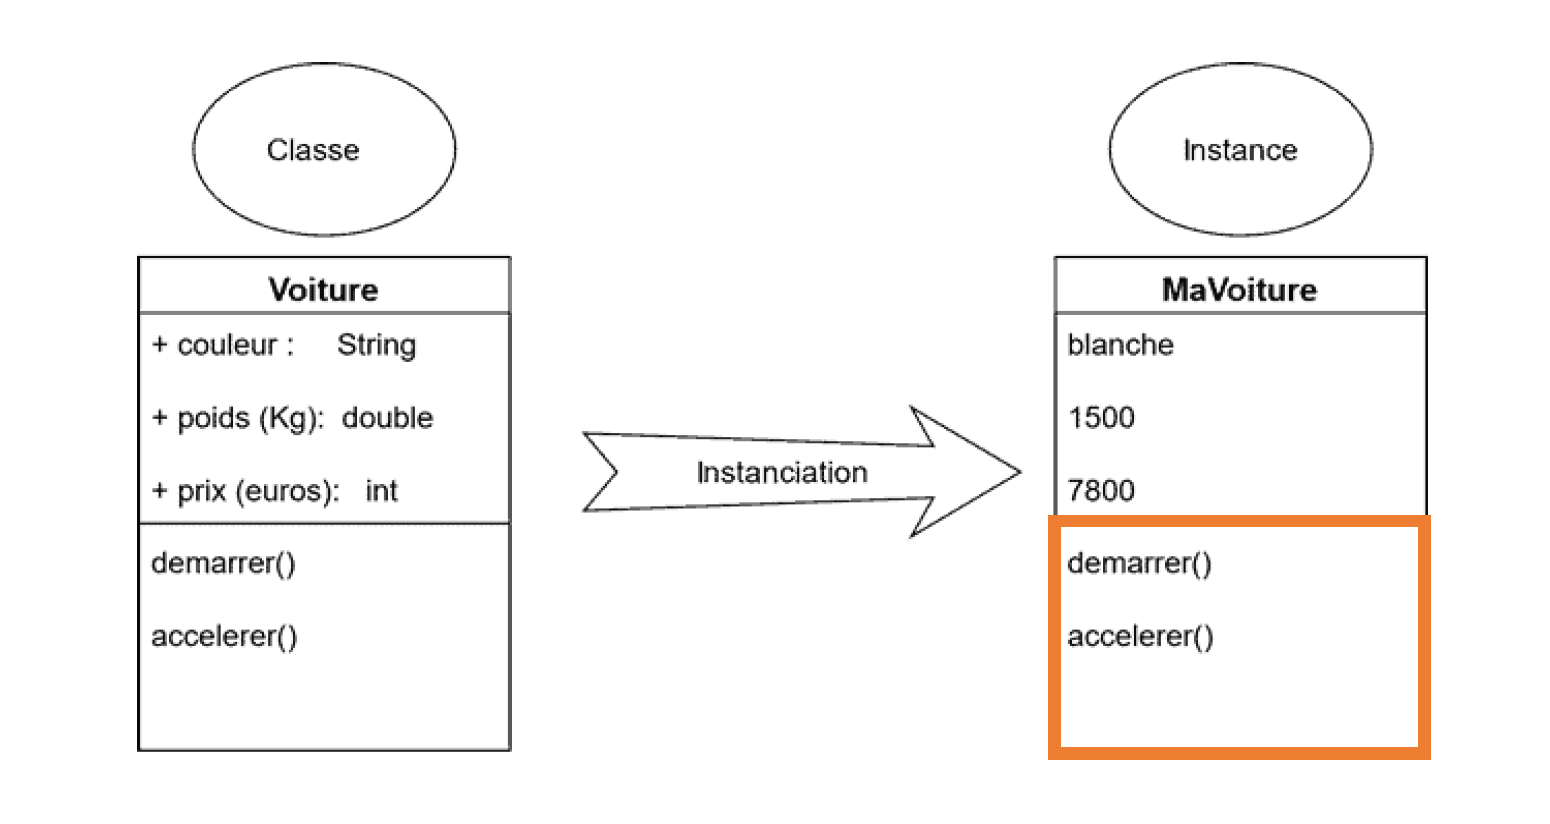 Classe
Voiture
+ couleur : String
+ poids (Kg): double
+ prix (euros): int
demarrer()
accelerer()
Instanciation
Instance
MaVoiture
blanche
1500
7800
demarrer()
accelerer()